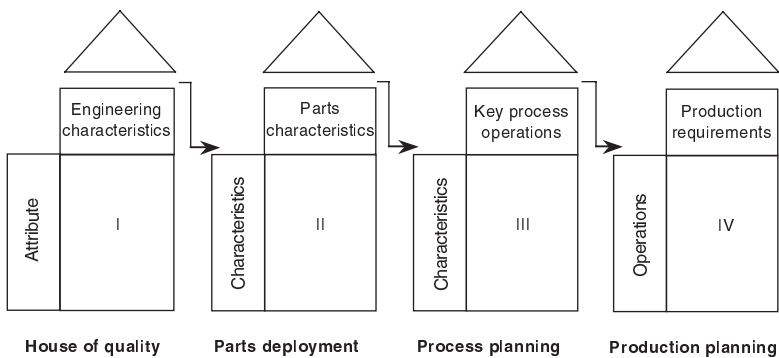 Engineering
characteristics
Parts
characteristics
Key process
operations
Production
requirements
Attribute
I
Characteristics
II
Characteristics
III
Operations
IV
House of quality
Parts deployment
Process planning
Production planning